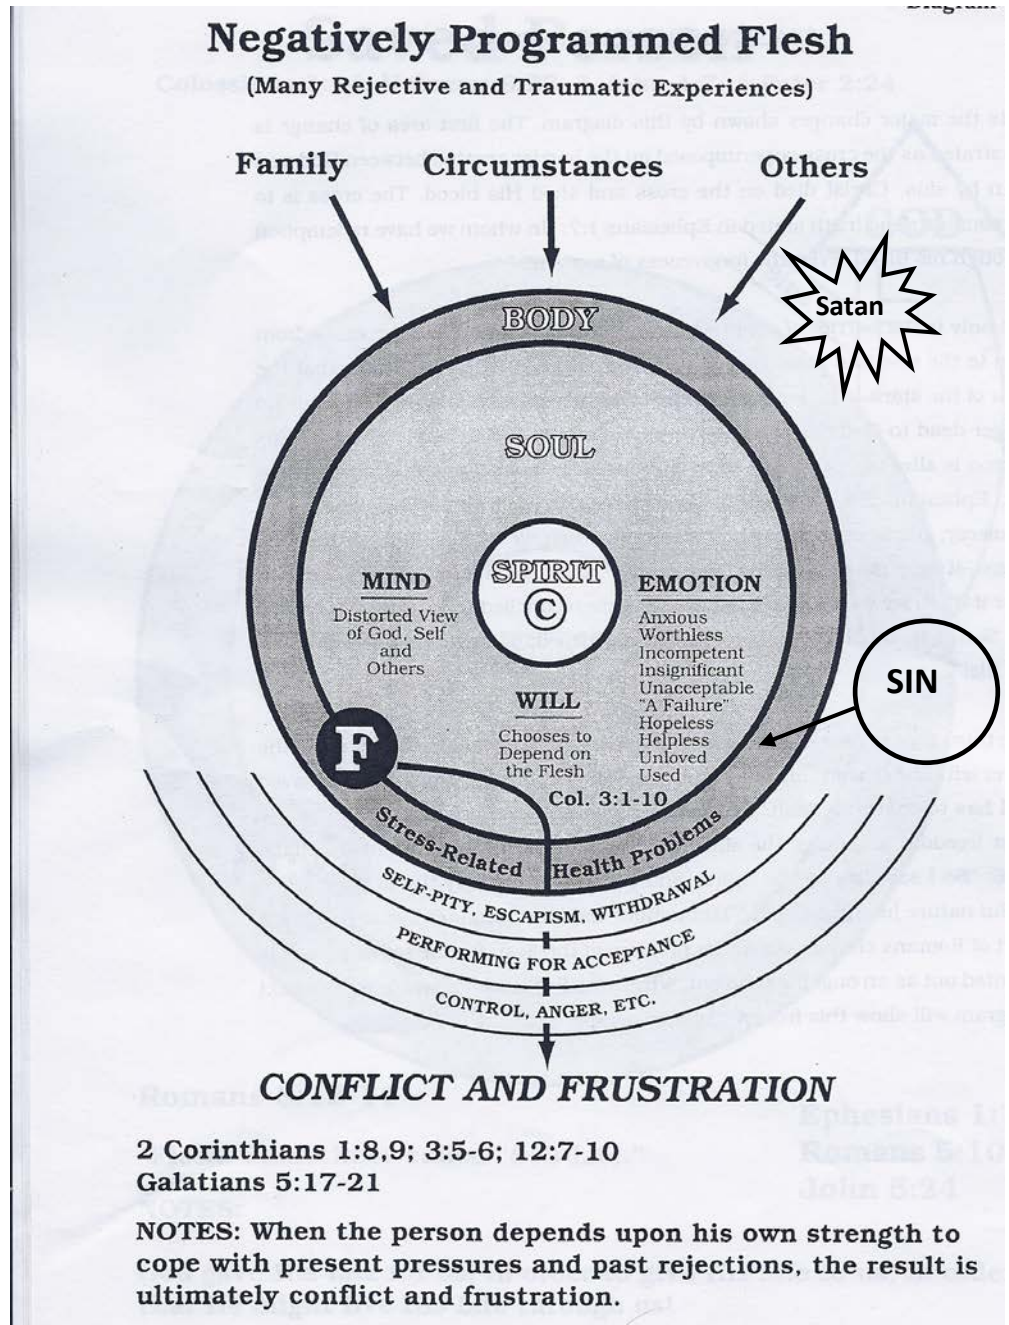 Negatively Programmed Flesh
(Many Rejective and Traumatic Experiences)
Family Circumstances Others
Satan
BODY
SOUL
SPIRIT
©
MIND
Distorted View
of God, Self
and
Others
EMOTION
Anxious
Worthless
Incompetent
Insignificant
Unacceptable
"A Failure"
Hopeless
Helpless
Unloved
Used
SIN
WILL
Chooses to
Depend on
the Flesh
Col. 3:1-10
F
Stress-Related Health Problems
SELF-PITY, ESCAPISM, WITHDRAWAL
PERFORMING FOR ACCEPTANCE
CONTROL, ANGER, ETC.
CONFLICT AND FRUSTRATION
2 Corinthians 1:8,9; 3:5-6; 12:7-10
Galatians 5:17-21
NOTES: When the person depends upon his own strength to
cope with present pressures and past rejections, the result is
ultimately conflict and frustration.